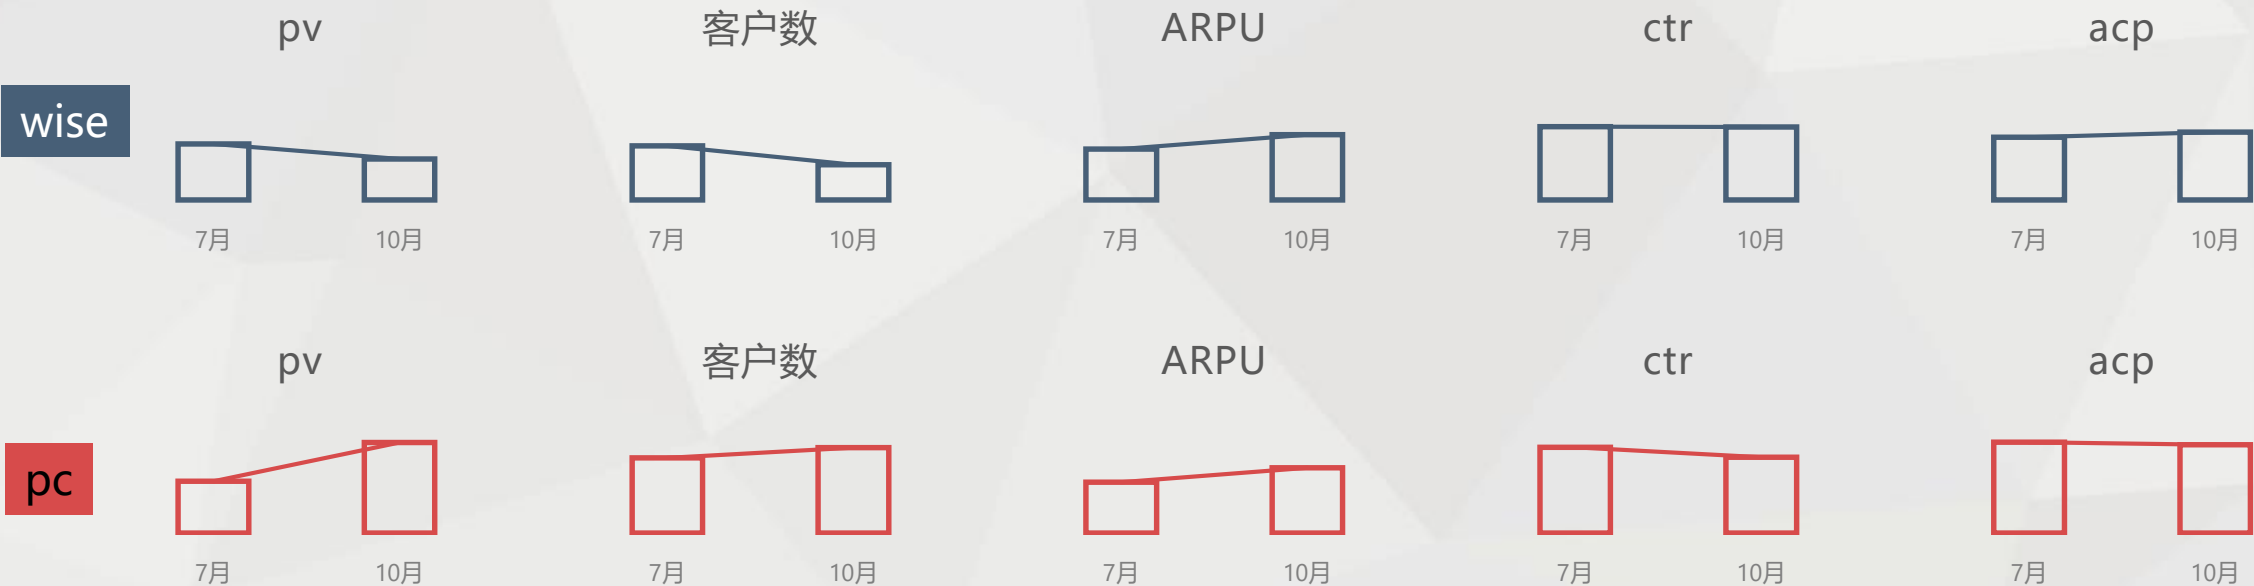 pv 客户数 ARPU ctr acp
wise
7月 10月 7月 10月 7月 10月 7月 10月 7月 10月
pv 客户数 ARPU ctr acp
pc
7月 10月 7月 10月 7月 10月 7月 10月 7月 10月